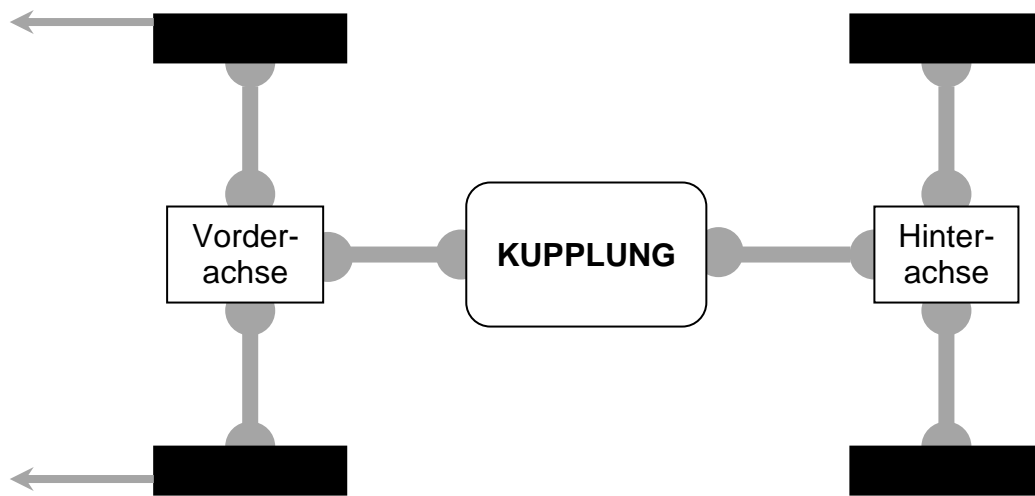 Vorder-
achse
KUPPLUNG
Hinter-
achse